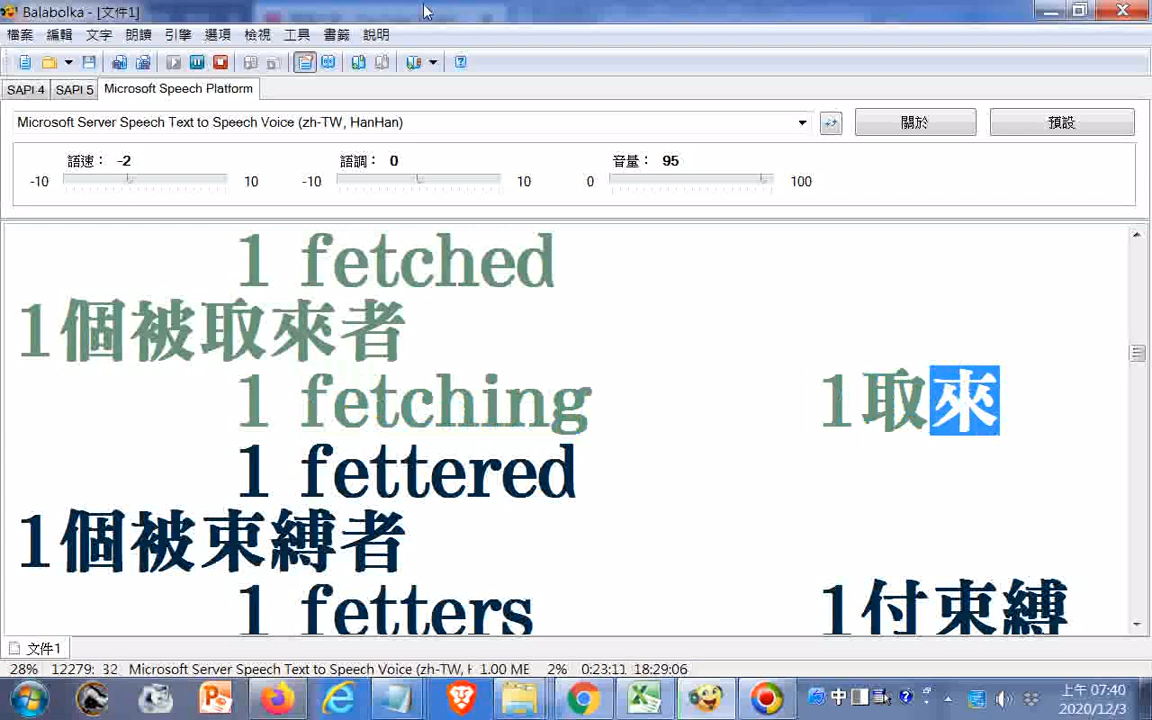 Balabolka - [文件1]
檔案 編輯 文字 朗讀 引擎 選項 檢視 工具 書籤 說明
SAPI 4 SAPI 5 Microsoft Speech Platform
Microsoft Server Speech Text to Speech Voice (zh-TW, HanHan) 關於 預設
語速： -2 語調： 0 音量： 95
-10 10 -10 10 0 100
1 fetched
1個被取來者
1 fetching 1取來
1 fettered
1個被束縛者
1 fetters 1付束縛
文件1
28% 12279: 32 Microsoft Server Speech Text to Speech Voice (zh-TW, H 1.00 ME 2% 0:23:11 18:29:06
中 上午 07:40
2020/12/3